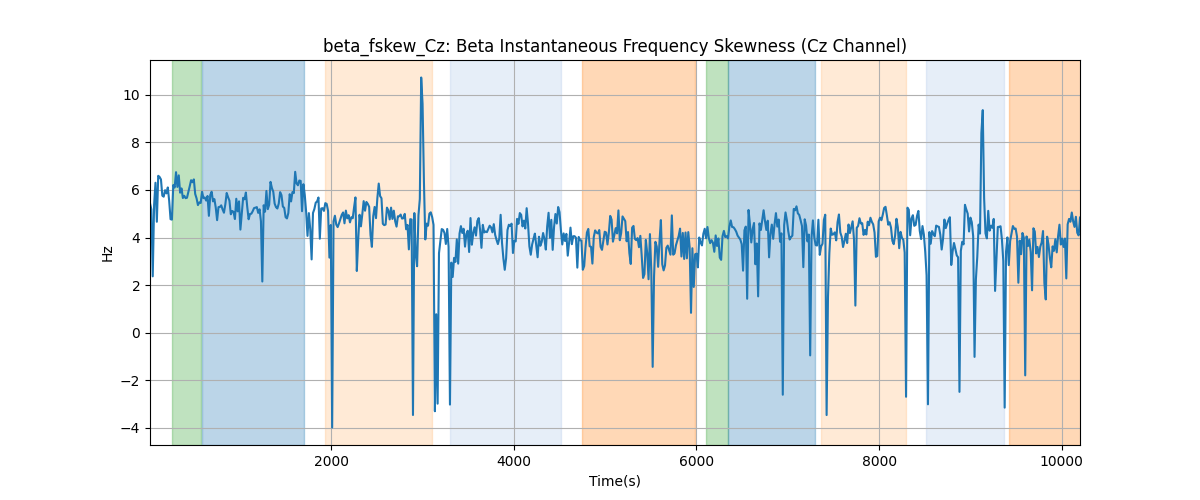 beta_fskew_Cz: Beta Instantaneous Frequency Skewness (Cz Channel)
10
8
6
4
2
0
−2
−4
Hz
2000 4000 6000 8000 10000
Time(s)